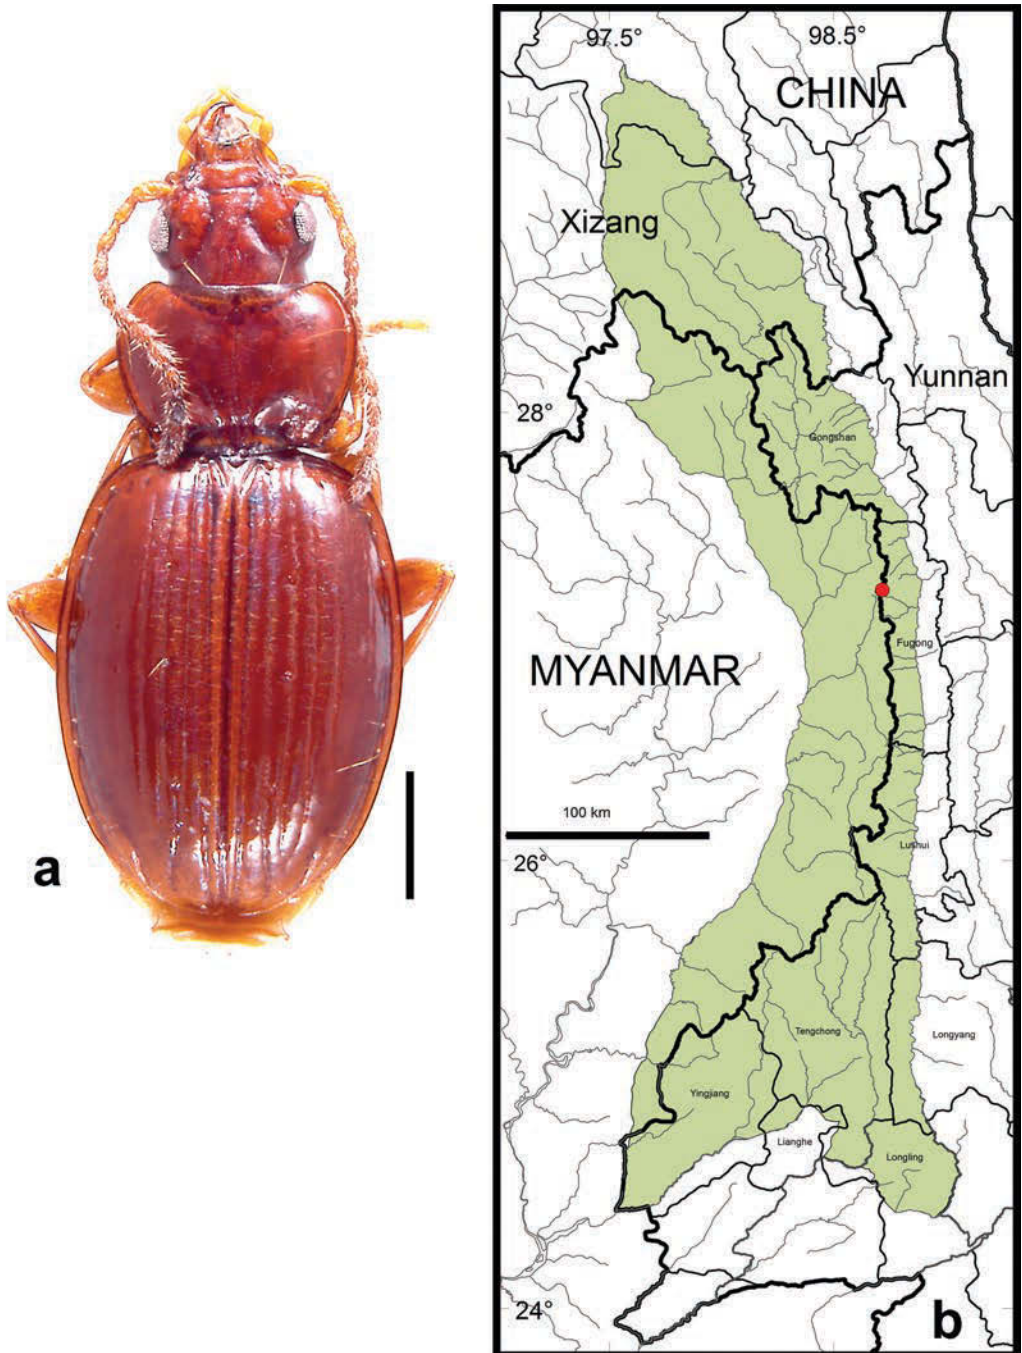 97.5°
98.5°
CHINA
Xizang
Yunnan
28°
Gongshan
Fugong
MYANMAR
100 km
Lushui
26°
a
Tengchong
Longyang
Yingjiang
Lianghe
Longling
24°
b